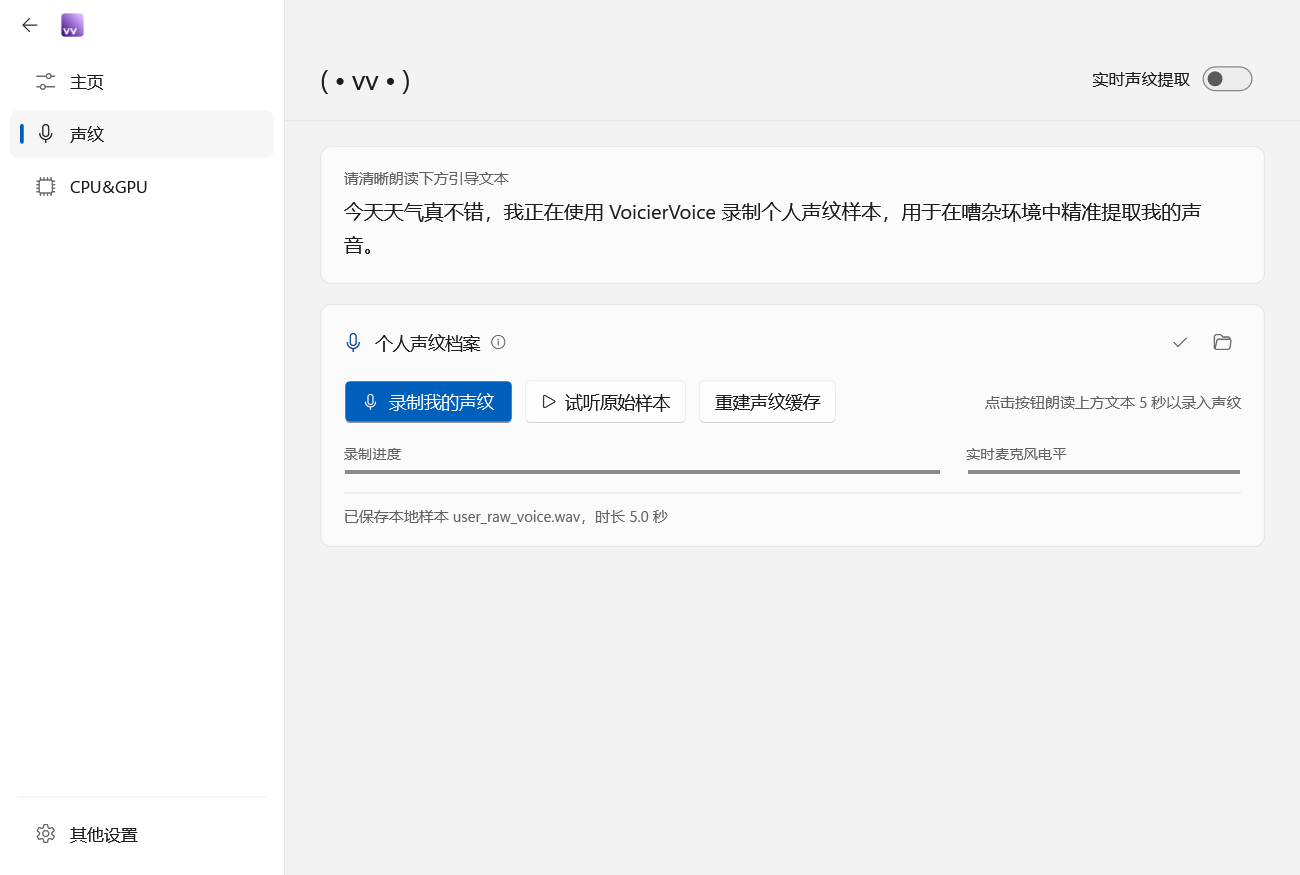 vv
主页
声纹
CPU&GPU
其他设置
( • vv • )
实时声纹提取
请清晰朗读下方引导文本
今天天气真不错，我正在使用 VoicierVoice 录制个人声纹样本，用于在嘈杂环境中精准提取我的声
音。
个人声纹档案
录制我的声纹
试听原始样本
重建声纹缓存
点击按钮朗读上方文本 5 秒以录入声纹
录制进度
实时麦克风电平
已保存本地样本 user_raw_voice.wav，时长 5.0 秒